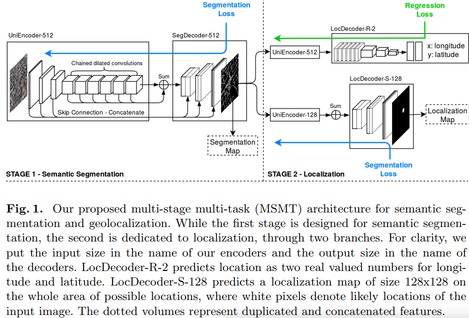 Segmentation
Loss
Regression
Loss
UniEncoder-512
SegDecoder-512
LocDecoder-R-2
Chained dilated convolutions
Sum
UniEncoder-512
x: longitude
y: latitude
LocDecoder-S-128
Skip Connection - Concatenate
UniEncoder-128
Sum
Localization
Map
Segmentation
Map
Segmentation
Loss
STAGE 1 - Semantic Segmentation
STAGE 2 - Localization
Fig. 1. Our proposed multi-stage multi-task (MSMT) architecture for semantic seg-
mentation and geolocalization. While the first stage is designed for semantic segmen-
tation, the second is dedicated to localization, through two branches. For clarity, we
put the input size in the name of our encoders and the output size in the name of
the decoders. LocDecoder-R-2 predicts location as two real valued numbers for lon-
gitude and latitude. LocDecoder-S-128 predicts a localization map of size 128x128 on
the whole area of possible locations, where white pixels denote likely locations of the
input image. The dotted volumes represent duplicated and concatenated features.